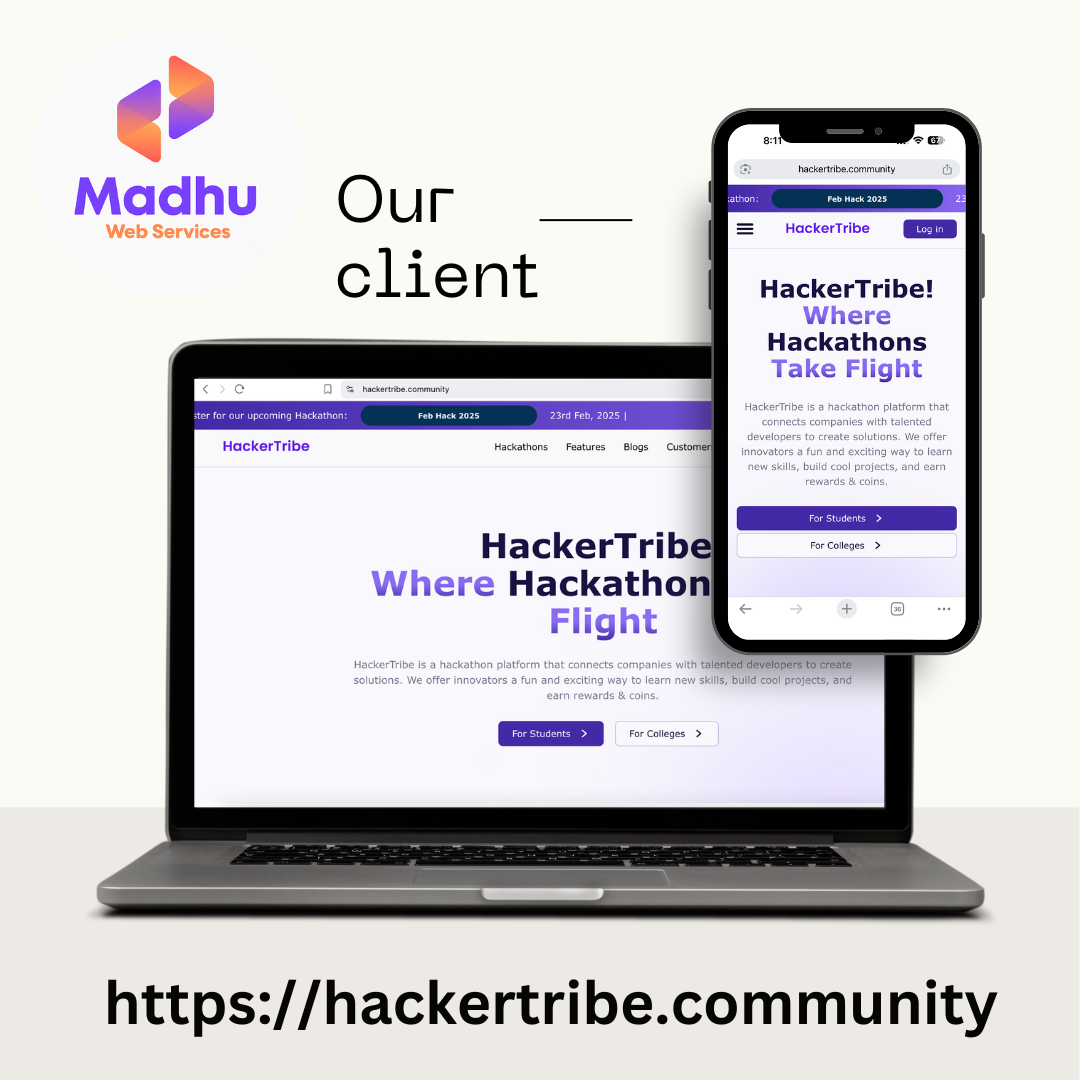 Madhu
Web Services
Our
client
8:11
67
hackertribe.community
athon:
Feb Hack 2025
23
HackerTribe
Log in
HackerTribe!
Where
Hackathons
Take Flight
HackerTribe is a hackathon platform that
connects companies with talented
developers to create solutions. We offer
innovators a fun and exciting way to learn
new skills, build cool projects, and earn
rewards & coins.
For Students
For Colleges
36
hackertribe.community
ster for our upcoming Hackathon:
Feb Hack 2025
23rd Feb, 2025 |
HackerTribe
Hackathons
Features
Blogs
Customers
HackerTribe
Where Hackathon
Flight
HackerTribe is a hackathon platform that connects companies with talented developers to create
solutions. We offer innovators a fun and exciting way to learn new skills, build cool projects, and
earn rewards & coins.
For Students
For Colleges
https://hackertribe.community